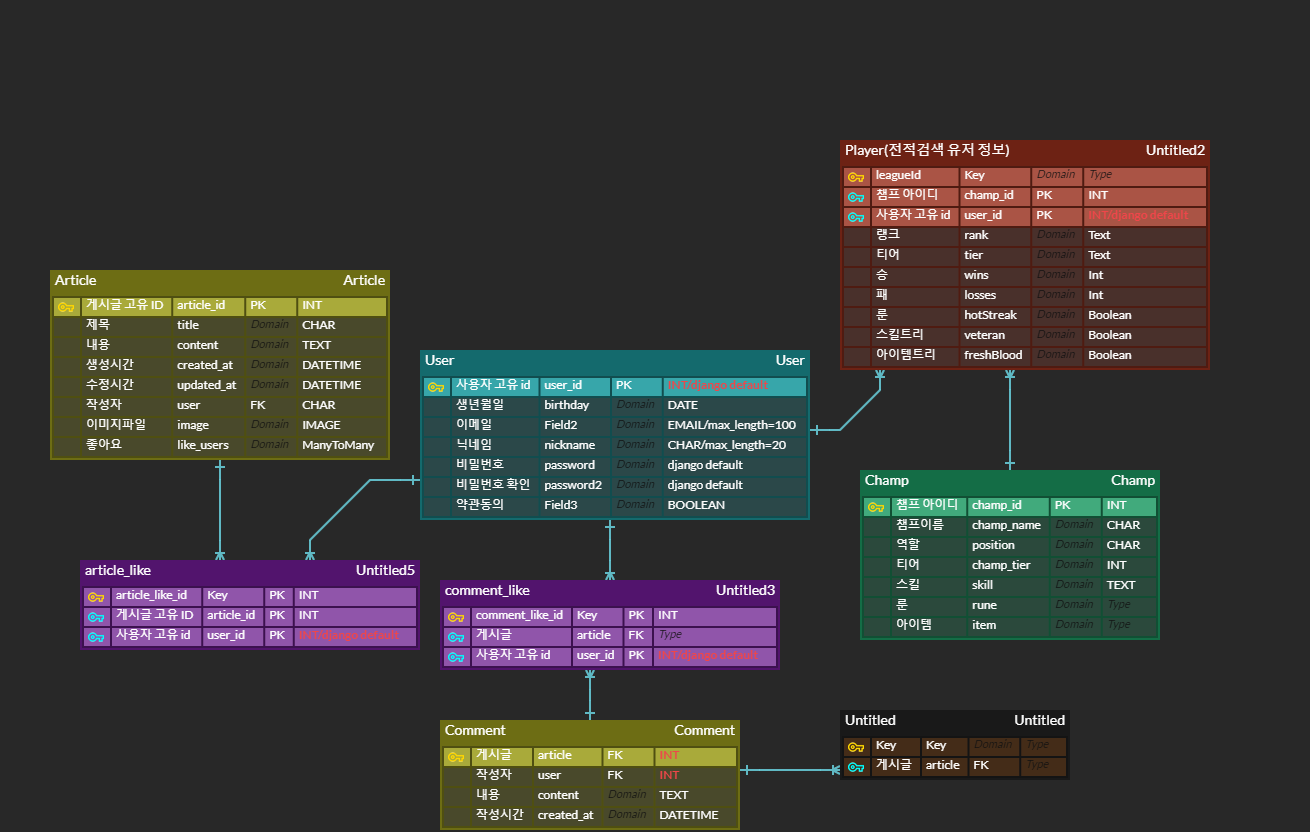 Player(전적검색 유저 정보) Untitled2
leagueId Key Domain Type
챔프 아이디 champ_id PK INT
사용자 고유 id user_id PK INT/django default
랭크 rank Domain Text
티어 tier Domain Text
승 wins Domain Int
패 losses Domain Int
룬 hotStreak Domain Boolean
스킬트리 veteran Domain Boolean
아이템트리 freshBlood Domain Boolean
Article Article
게시글 고유 ID article_id PK INT
제목 title Domain CHAR
내용 content Domain TEXT
생성시간 created_at Domain DATETIME
수정시간 updated_at Domain DATETIME
작성자 user FK CHAR
이미지파일 image Domain IMAGE
좋아요 like_users Domain ManyToMany
User User
사용자 고유 id user_id PK INT/django default
생년월일 birthday Domain DATE
이메일 Field2 Domain EMAIL/max_length=100
닉네임 nickname Domain CHAR/max_length=20
비밀번호 password Domain django default
비밀번호 확인 password2 Domain django default
약관동의 Field3 Domain BOOLEAN
Champ Champ
챔프 아이디 champ_id PK INT
챔프이름 champ_name Domain CHAR
역할 position Domain CHAR
티어 champ_tier Domain INT
스킬 skill Domain TEXT
룬 rune Domain Type
아이템 item Domain Type
article_like Untitled5
article_like_id Key PK INT
게시글 고유 ID article_id PK INT
사용자 고유 id user_id PK INT/django default
comment_like Untitled3
comment_like_id Key PK INT
게시글 article FK Type
사용자 고유 id user_id PK INT/django default
Comment Comment
게시글 article FK INT
작성자 user FK INT
내용 content Domain TEXT
작성시간 created_at Domain DATETIME
Untitled Untitled
Key Key Domain Type
게시글 article FK Type